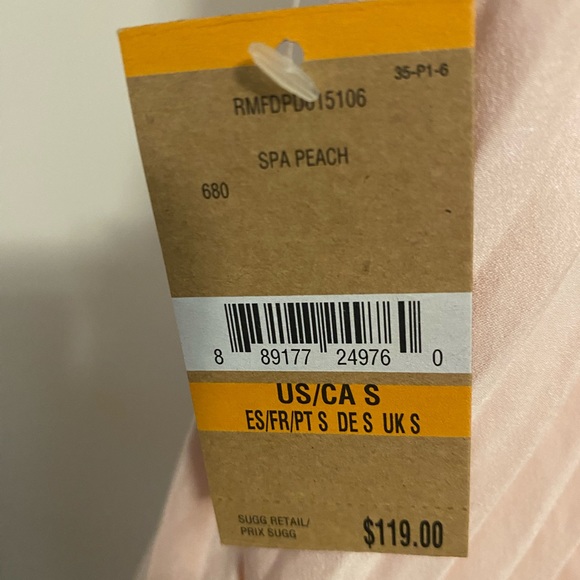 35-P1-6
RMFDPD015106
SPA PEACH
680
8 89177 24976 0
US/CA S
ES/FR/PT S DE S UK S
SUGG RETAIL/
PRIX SUGG
$119.00